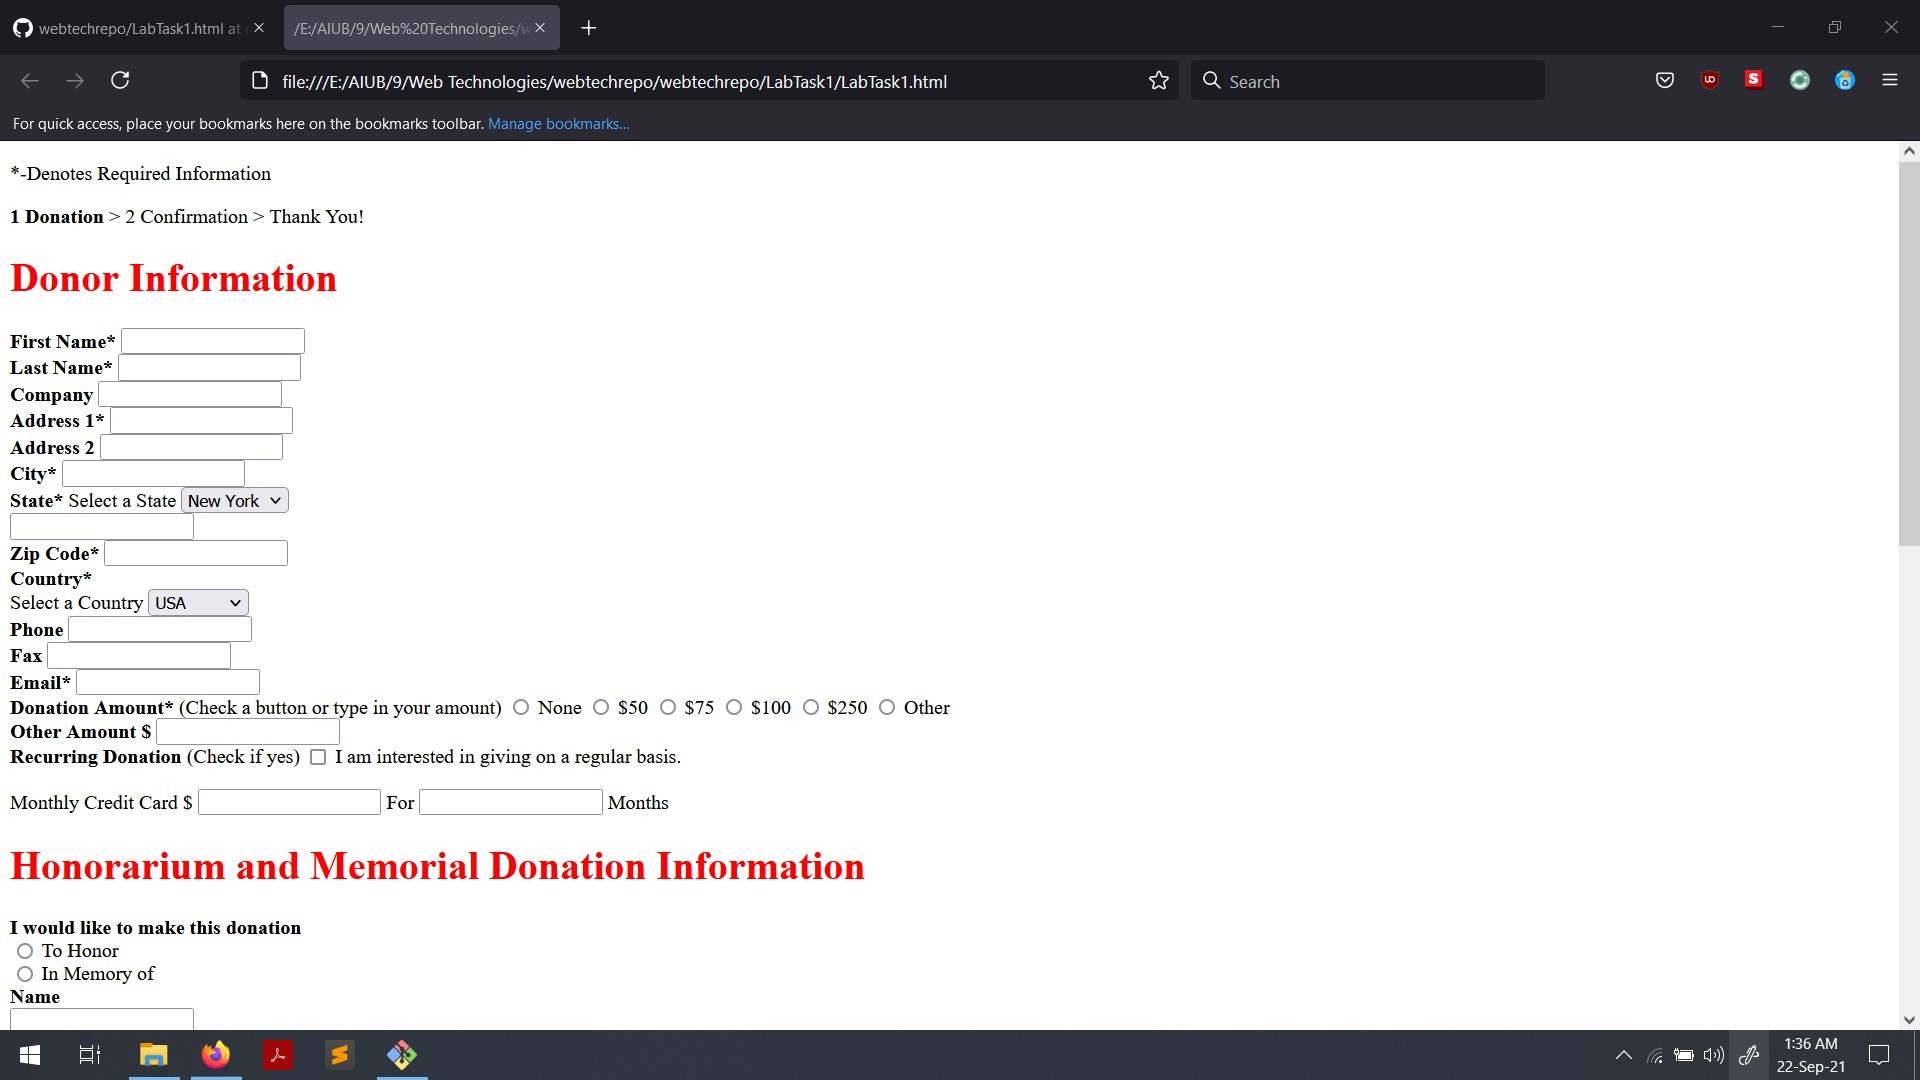 webtechrepo/LabTask1.html at
/E:/AIUB/9/Web%20Technologies/w
file:///E:/AIUB/9/Web Technologies/webtechrepo/webtechrepo/LabTask1/LabTask1.html
Search
For quick access, place your bookmarks here on the bookmarks toolbar. Manage bookmarks...
*-Denotes Required Information
1 Donation > 2 Confirmation > Thank You!
Donor Information
First Name*
Last Name*
Company
Address 1*
Address 2
City*
State* Select a State New York
Zip Code*
Country*
Select a Country USA
Phone
Fax
Email*
Donation Amount* (Check a button or type in your amount) None $50 $75 $100 $250 Other
Other Amount $
Recurring Donation (Check if yes) I am interested in giving on a regular basis.
Monthly Credit Card $ For Months
Honorarium and Memorial Donation Information
I would like to make this donation
To Honor
In Memory of
Name
1:36 AM
22-Sep-21